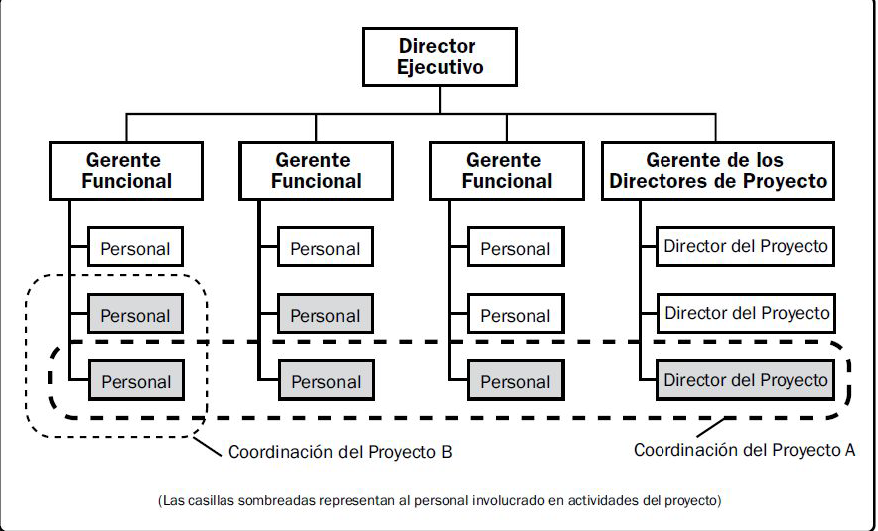 Director
Ejecutivo
Gerente
Funcional
Gerente
Funcional
Gerente
Funcional
Gerente de los
Directores de Proyecto
Personal
Personal
Personal
Director del Proyecto
Personal
Personal
Personal
Director del Proyecto
Personal
Personal
Personal
Director del Proyecto
Coordinación del Proyecto B
Coordinación del Proyecto A
(Las casillas sombreadas representan al personal involucrado en actividades del proyecto)